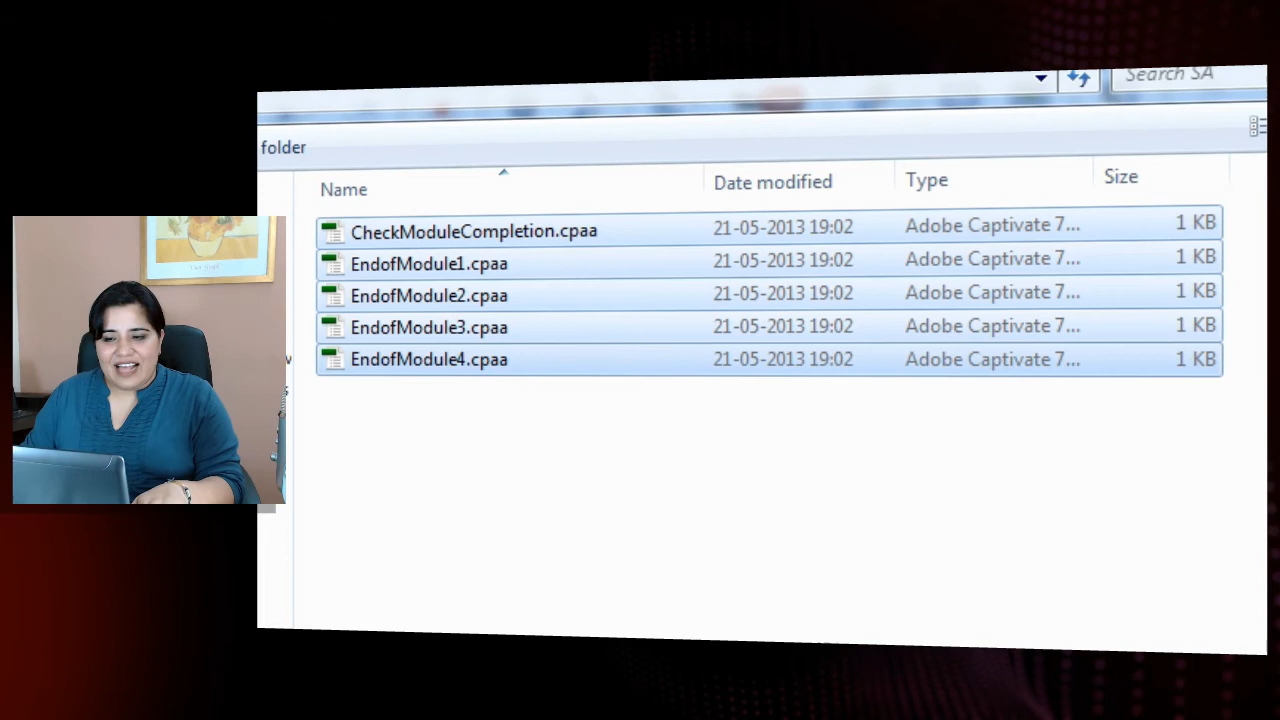 Search SA
folder
Name Date modified Type Size
CheckModuleCompletion.cpaa 21-05-2013 19:02 Adobe Captivate 7... 1 KB
EndofModule1.cpaa 21-05-2013 19:02 Adobe Captivate 7... 1 KB
EndofModule2.cpaa 21-05-2013 19:02 Adobe Captivate 7... 1 KB
EndofModule3.cpaa 21-05-2013 19:02 Adobe Captivate 7... 1 KB
EndofModule4.cpaa 21-05-2013 19:02 Adobe Captivate 7... 1 KB